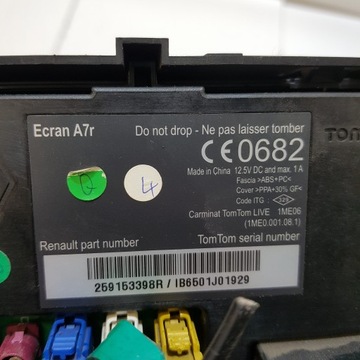 Ecran A7r
Do not drop - Ne pas laisser tomber
CE0682
Made in China 12.5V DC and max. 1 A
Fascia >ABS+PC<
Cover >PPA+30% GF<
Code ITG :
Carminat TomTom LIVE 1ME06
(1ME0.001.08.1)
Renault part number
TomTom serial number
259153398R / IB6501J01929
Q
4
TOM